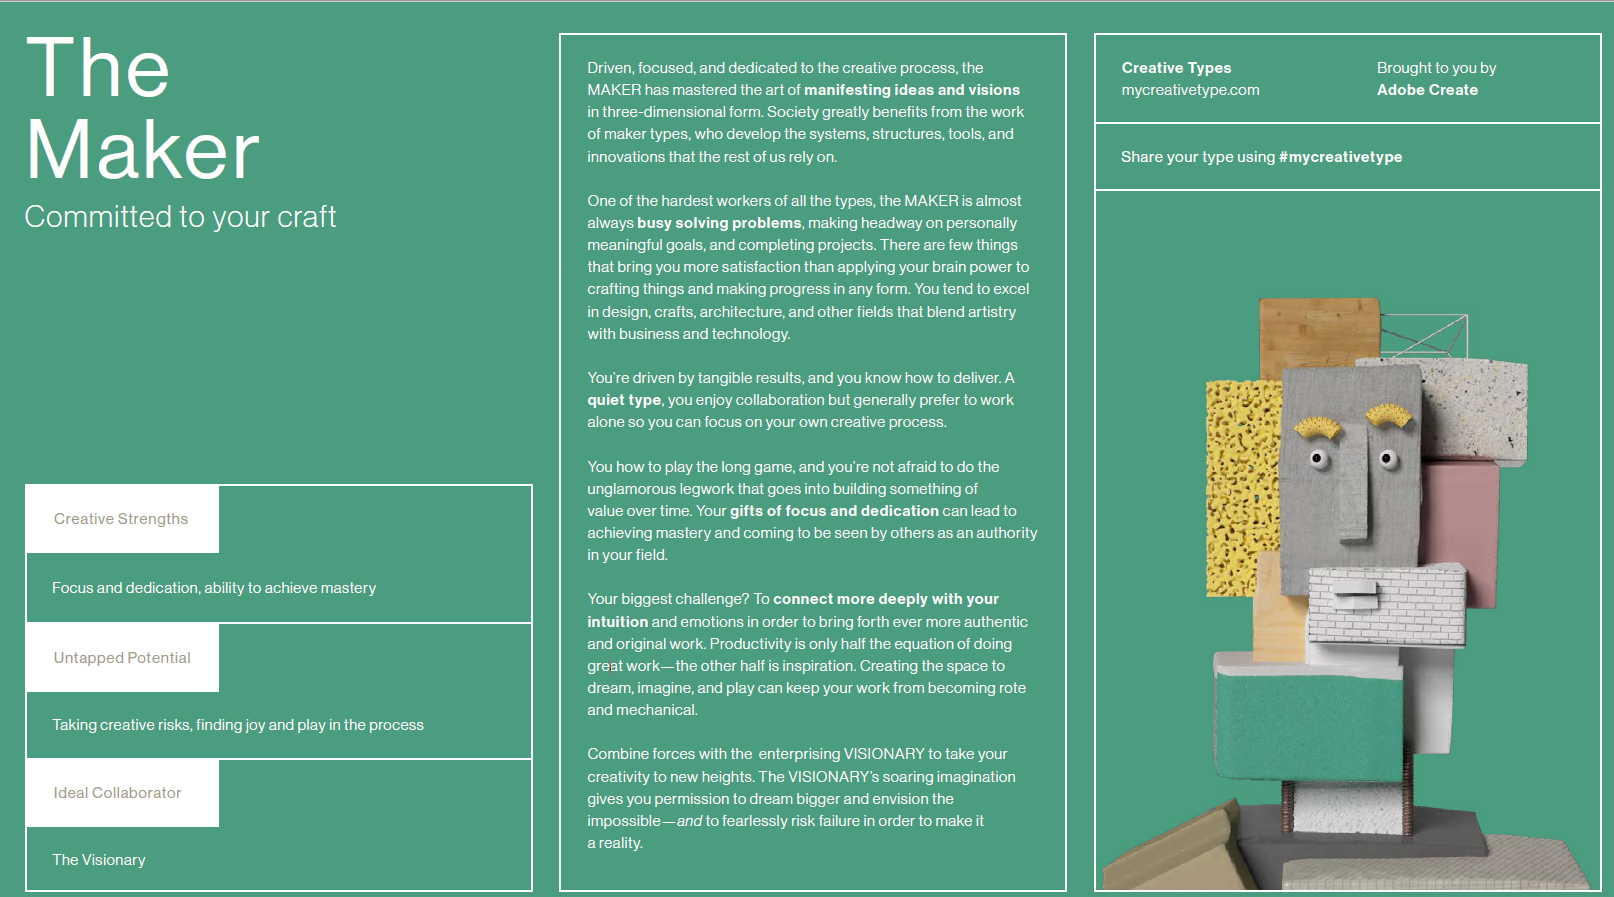 The
Maker
Committed to your craft
Creative Strengths
Focus and dedication, ability to achieve mastery
Untapped Potential
Taking creative risks, finding joy and play in the process
Ideal Collaborator
The Visionary
Driven, focused, and dedicated to the creative process, the
MAKER has mastered the art of manifesting ideas and visions
in three-dimensional form. Society greatly benefits from the work
of maker types, who develop the systems, structures, tools, and
innovations that the rest of us rely on.
One of the hardest workers of all the types, the MAKER is almost
always busy solving problems, making headway on personally
meaningful goals, and completing projects. There are few things
that bring you more satisfaction than applying your brain power to
crafting things and making progress in any form. You tend to excel
in design, crafts, architecture, and other fields that blend artistry
with business and technology.
You're driven by tangible results, and you know how to deliver. A
quiet type, you enjoy collaboration but generally prefer to work
alone so you can focus on your own creative process.
You how to play the long game, and you're not afraid to do the
unglamorous legwork that goes into building something of
value over time. Your gifts of focus and dedication can lead to
achieving mastery and coming to be seen by others as an authority
in your field.
Your biggest challenge? To connect more deeply with your
intuition and emotions in order to bring forth ever more authentic
and original work. Productivity is only half the equation of doing
great work—the other half is inspiration. Creating the space to
dream, imagine, and play can keep your work from becoming rote
and mechanical.
Combine forces with the  enterprising VISIONARY to take your
creativity to new heights. The VISIONARY's soaring imagination
gives you permission to dream bigger and envision the
impossible—and to fearlessly risk failure in order to make it
a reality.
Creative Types
mycreativetype.com
Brought to you by
Adobe Create
Share your type using #mycreativetype